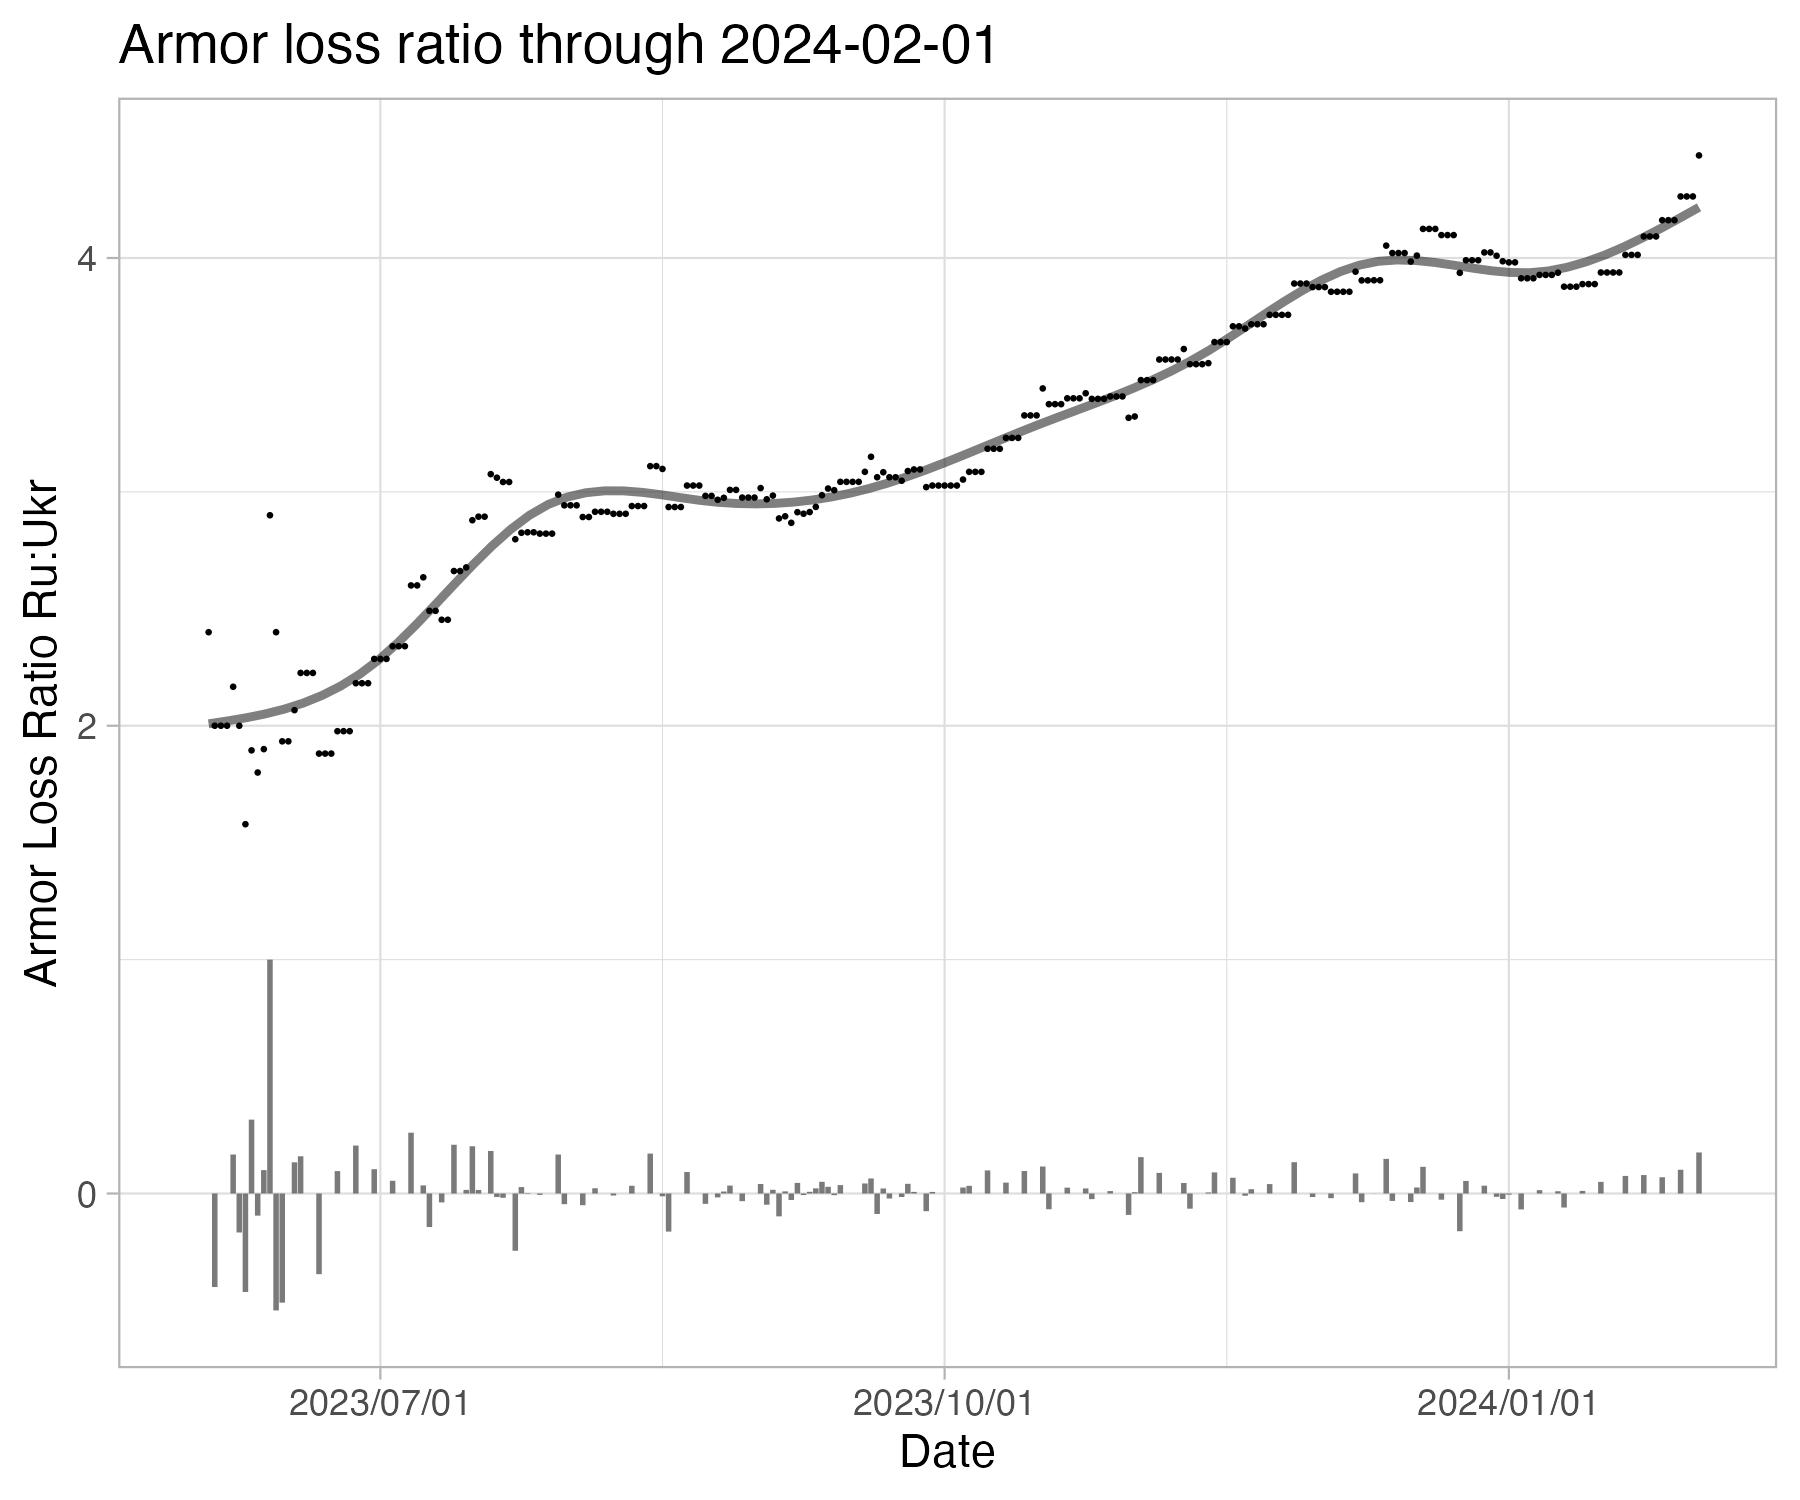 Armor loss ratio through 2024-02-01
Armor Loss Ratio Ru:Ukr
4
2
0
2023/07/01
2023/10/01
2024/01/01
Date